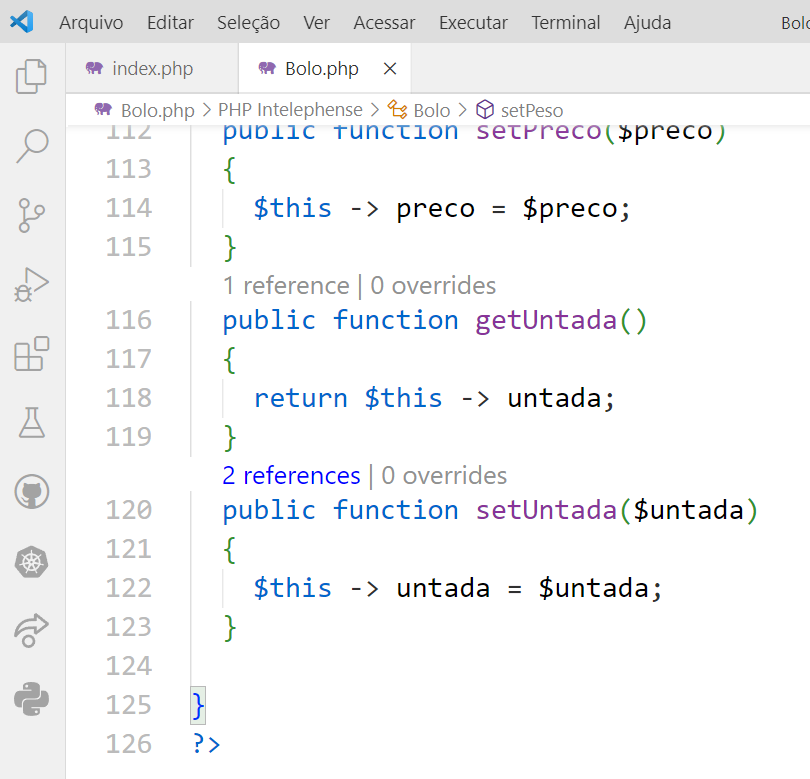 Arquivo Editar Seleção Ver Acessar Executar Terminal Ajuda Bolo
index.php Bolo.php
Bolo.php > PHP Intelephense > Bolo > setPeso
112 public function setPreco($preco)
113 {
114 $this -> preco = $preco;
115 }
1 reference | 0 overrides
116 public function getUntada()
117 {
118 return $this -> untada;
119 }
2 references | 0 overrides
120 public function setUntada($untada)
121 {
122 $this -> untada = $untada;
123 }
124
125 }
126 ?>